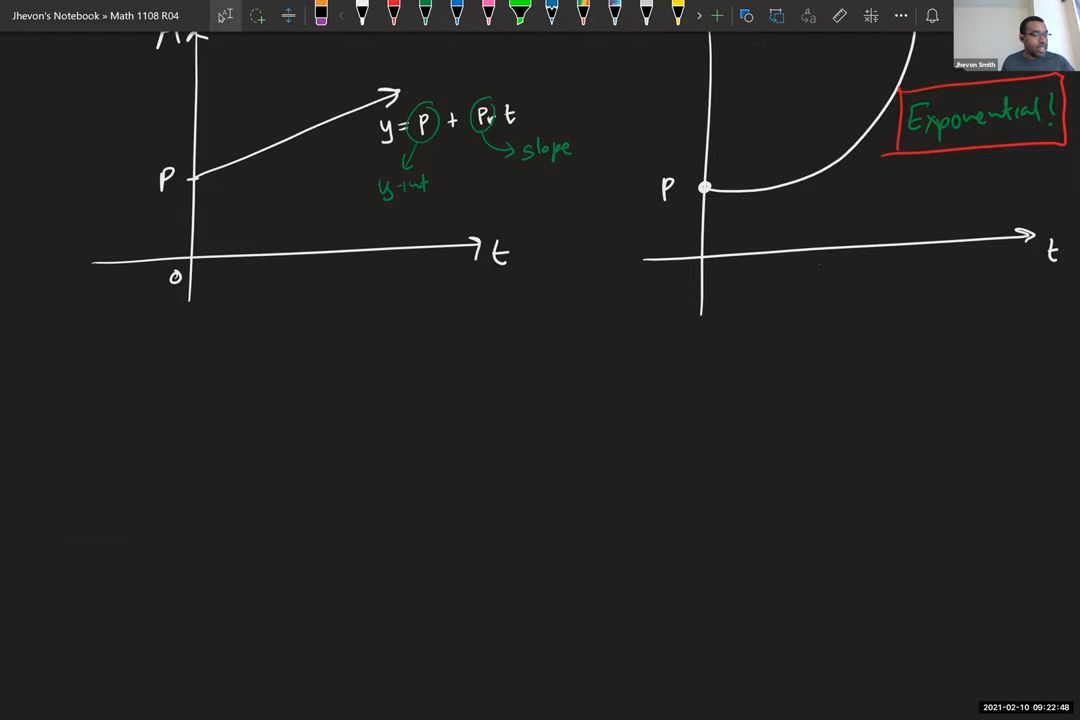 Jhevon's Notebook » Math 1108 R04
Jhevon Smith
A
y = P + Pr t
slope
y-int
P
0
t
Exponential!
P
t
2021-02-10 09:22:48